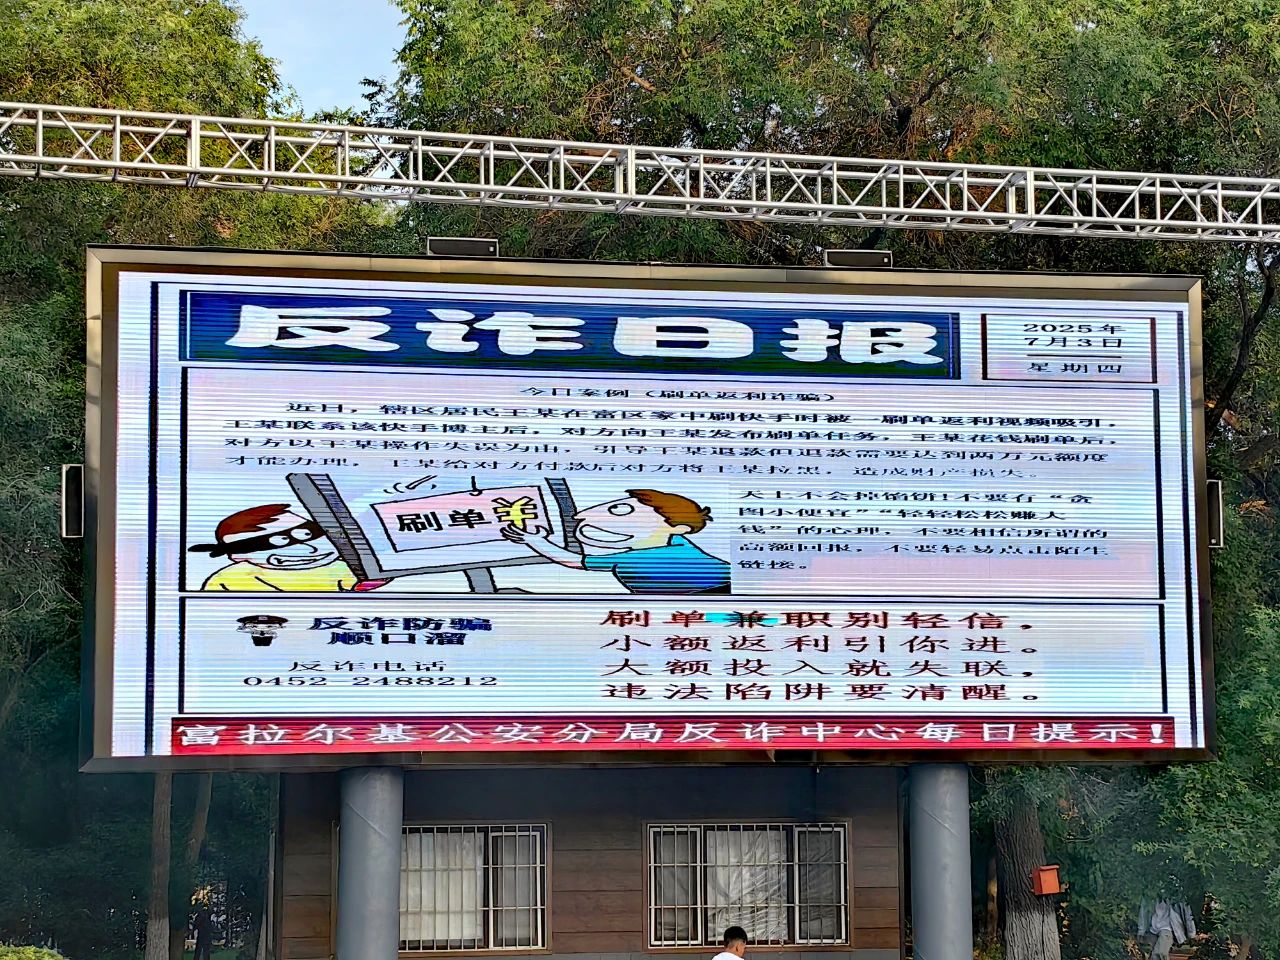 反诈日报
2025年
7月3日
星期四
今日案例（刷单返利诈骗）
近日，辖区居民王某在富区家中刷快手时被一刷单返利视频吸引，
王某联系该快手博主后，对方向王某发布刷单任务，王某花钱刷单后，
对方以王某操作失误为由，引导王某退款但退款需要达到两万元额度
才能办理，王某给对方付款后对方将王某拉黑，造成财产损失。
刷单
天上不会掉馅饼!不要有“贪
图小便宜”“轻轻松松赚大
钱”的心理，不要相信所谓的
高额回报，不要轻易点击陌生
链接。
反诈防骗
顺口溜
反诈电话
0452-2488212
刷单兼职别轻信，
小额返利引你进。
大额投入就失联，
违法陷阱要清醒。
富拉尔基公安分局反诈中心每日提示!